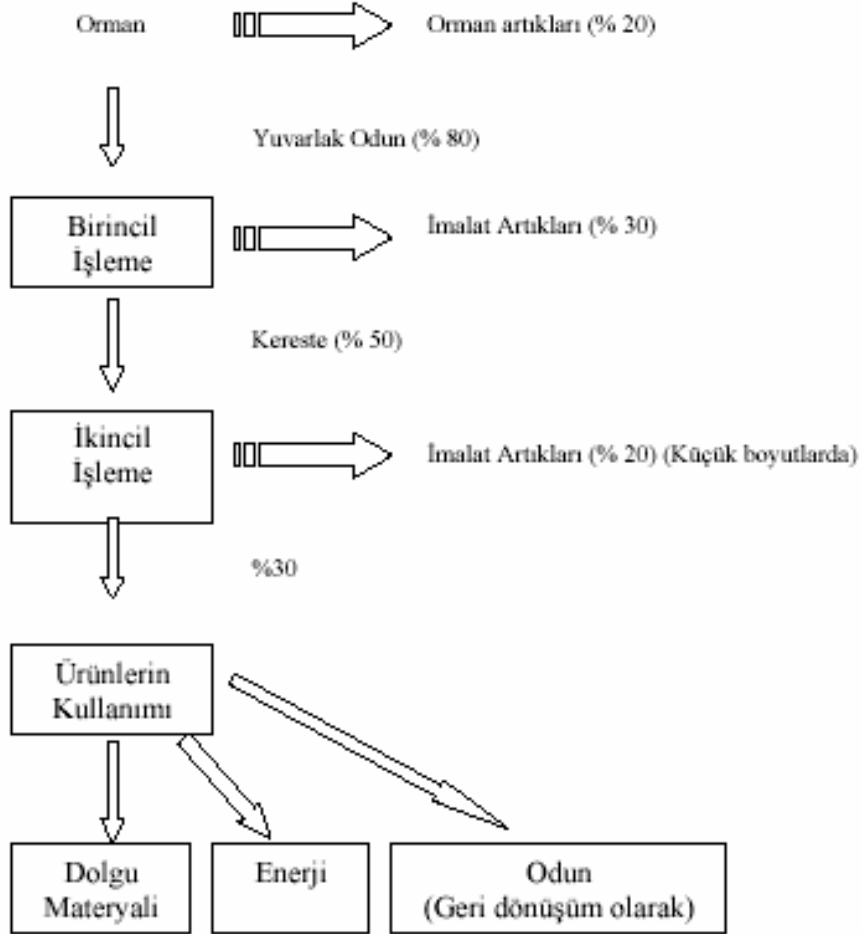 Orman
Orman artıkları (% 20)
Yuvarlak Odun (% 80)
Birincil
İşleme
İmalat Artıkları (% 30)
Kereste (% 50)
İkincil
İşleme
İmalat Artıkları (% 20) (Küçük boyutlarda)
%30
Ürünlerin
Kullanımı
Dolgu
Materyali
Enerji
Odun
(Geri dönüşüm olarak)